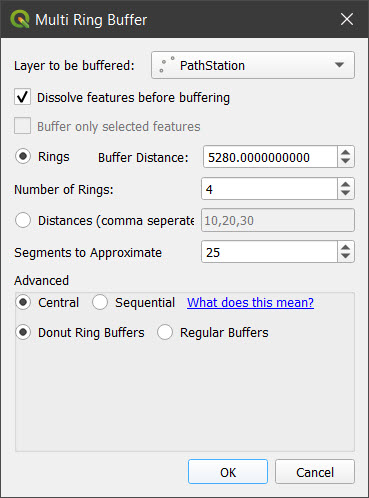 Multi Ring Buffer
Layer to be buffered: PathStation
Dissolve features before buffering
Buffer only selected features
Rings Buffer Distance: 5280.0000000000
Number of Rings: 4
Distances (comma seperate 10,20,30
Segments to Approximate 25
Advanced
Central Sequential What does this mean?
Donut Ring Buffers Regular Buffers
OK Cancel